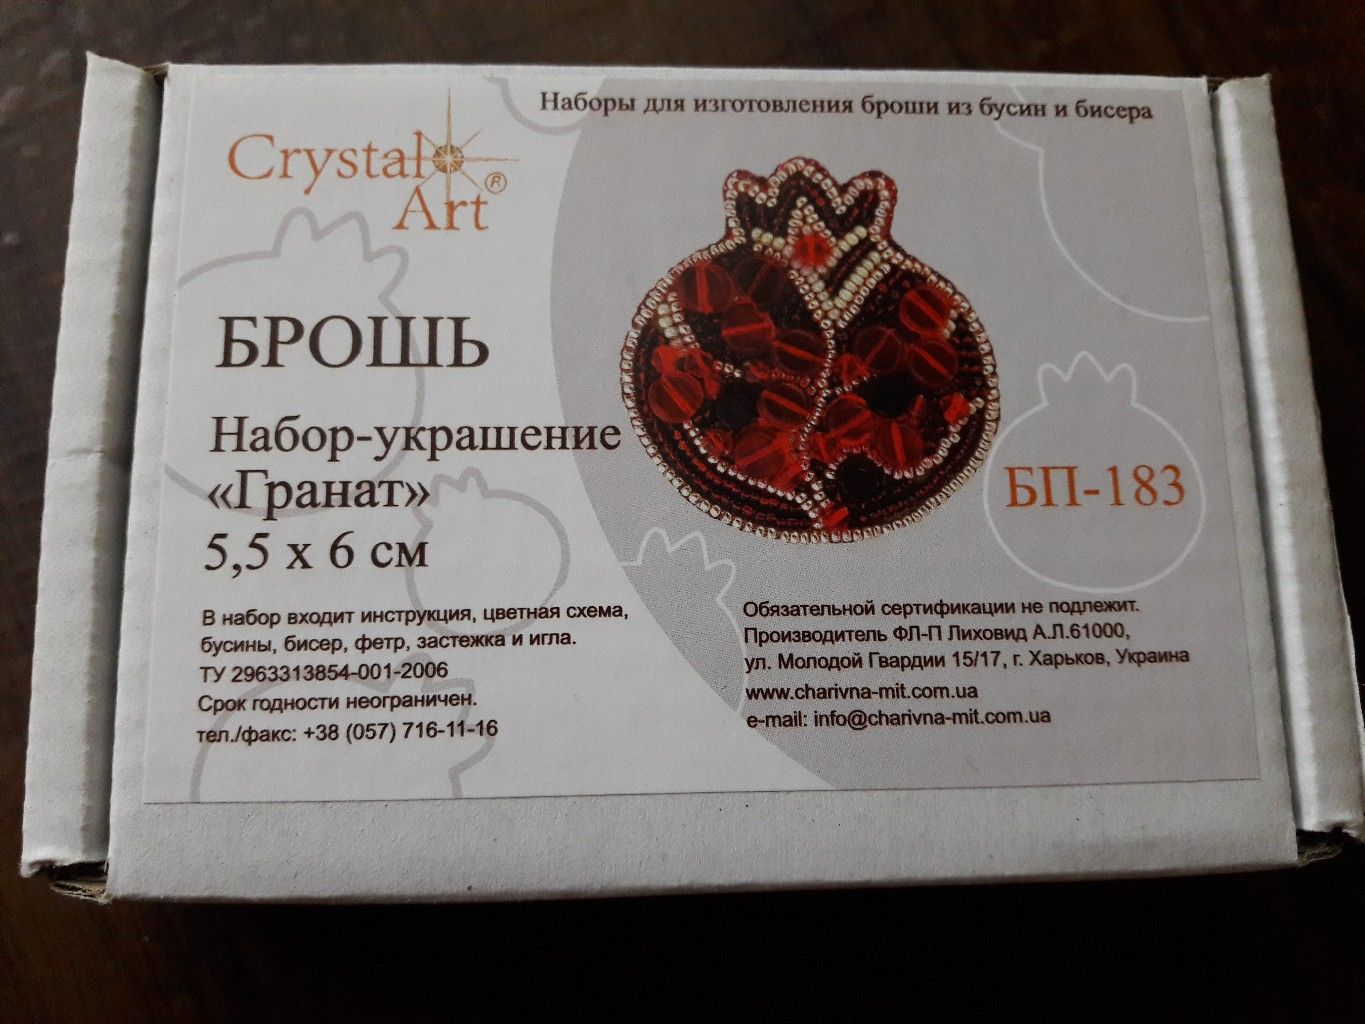 Наборы для изготовления броши из бусин и бисера
Crystal
Art ®
БРОШЬ
Набор-украшение
«Гранат»
5,5 х 6 см
БП-183
В набор входит инструкция, цветная схема,
бусины, бисер, фетр, застежка и игла.
ТУ 2963313854-001-2006
Срок годности неограничен.
тел./факс: +38 (057) 716-11-16
Обязательной сертификации не подлежит.
Производитель ФЛ-П Лиховид А.Л.61000,
ул. Молодой Гвардии 15/17, г. Харьков, Украина
www.charivna-mit.com.ua
e-mail: info@charivna-mit.com.ua